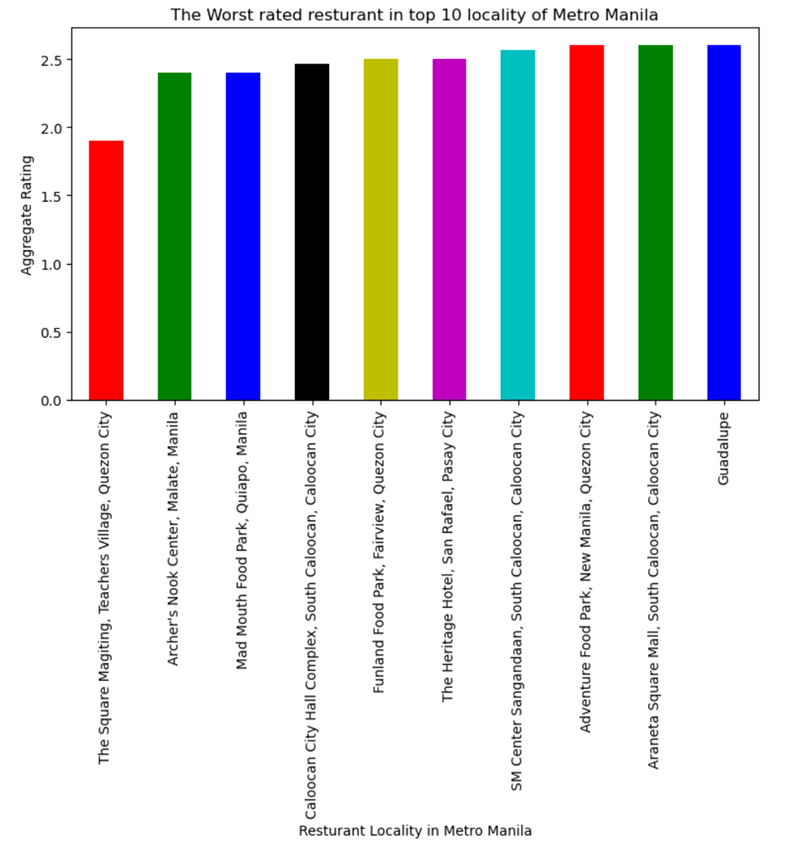 The Worst rated resturant in top 10 locality of Metro Manila
Aggregate Rating
2.5
2.0
1.5
1.0
0.5
0.0
The Square Magiting, Teachers Village, Quezon City
Archer's Nook Center, Malate, Manila
Mad Mouth Food Park, Quiapo, Manila
Caloocan City Hall Complex, South Caloocan, Caloocan City
Funland Food Park, Fairview, Quezon City
The Heritage Hotel, San Rafael, Pasay City
SM Center Sangandaan, South Caloocan, Caloocan City
Adventure Food Park, New Manila, Quezon City
Araneta Square Mall, South Caloocan, Caloocan City
Guadalupe
Resturant Locality in Metro Manila